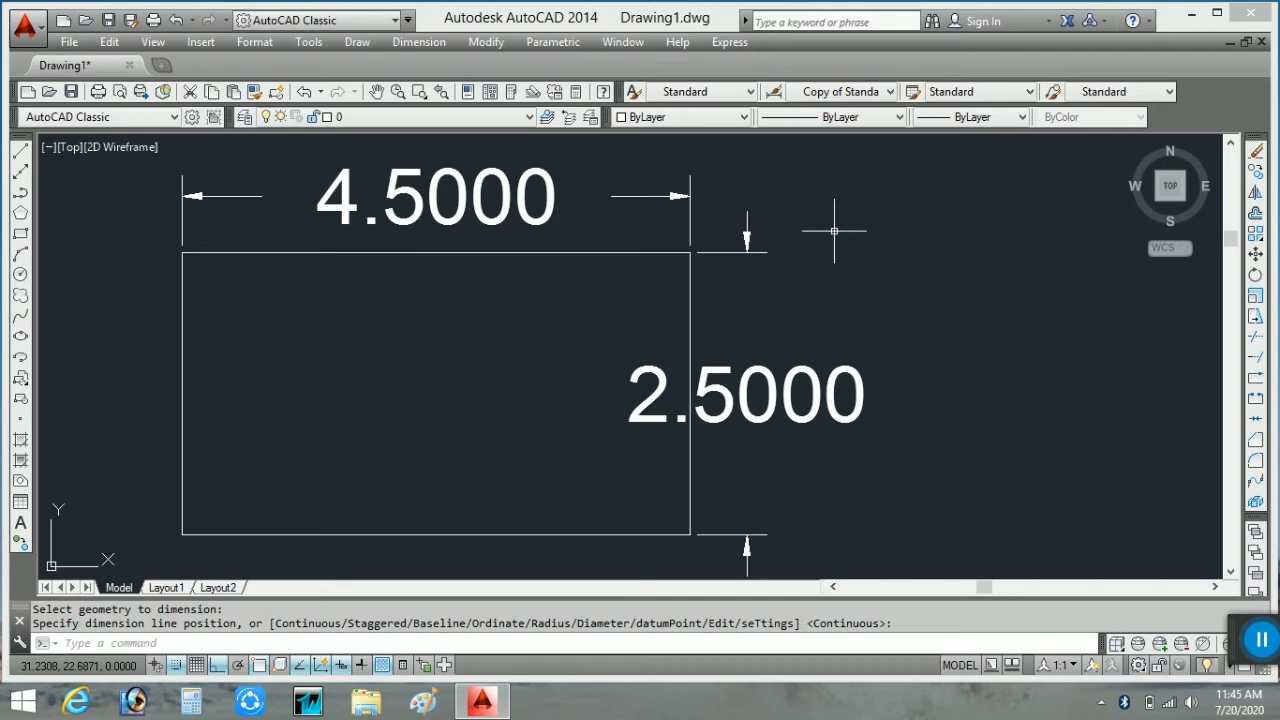 AutoCAD Classic
Autodesk AutoCAD 2014 Drawing1.dwg
Type a keyword or phrase
Sign In
File Edit View Insert Format Tools Draw Dimension Modify Parametric Window Help Express
Drawing1*
Standard Copy of Standa Standard Standard
AutoCAD Classic 0 ByLayer ByLayer ByLayer ByColor
[−][Top][2D Wireframe]
N
W TOP E
S
WCS
4.5000
2.5000
Y
X
Model Layout1 Layout2
Select geometry to dimension:
Specify dimension line position, or [Continuous/Staggered/Baseline/Ordinate/Radius/Diameter/datumPoint/Edit/seTtings] <Continuous>:
Type a command
31.2308, 22.6871, 0.0000
MODEL 1:1
11:45 AM
7/20/2020